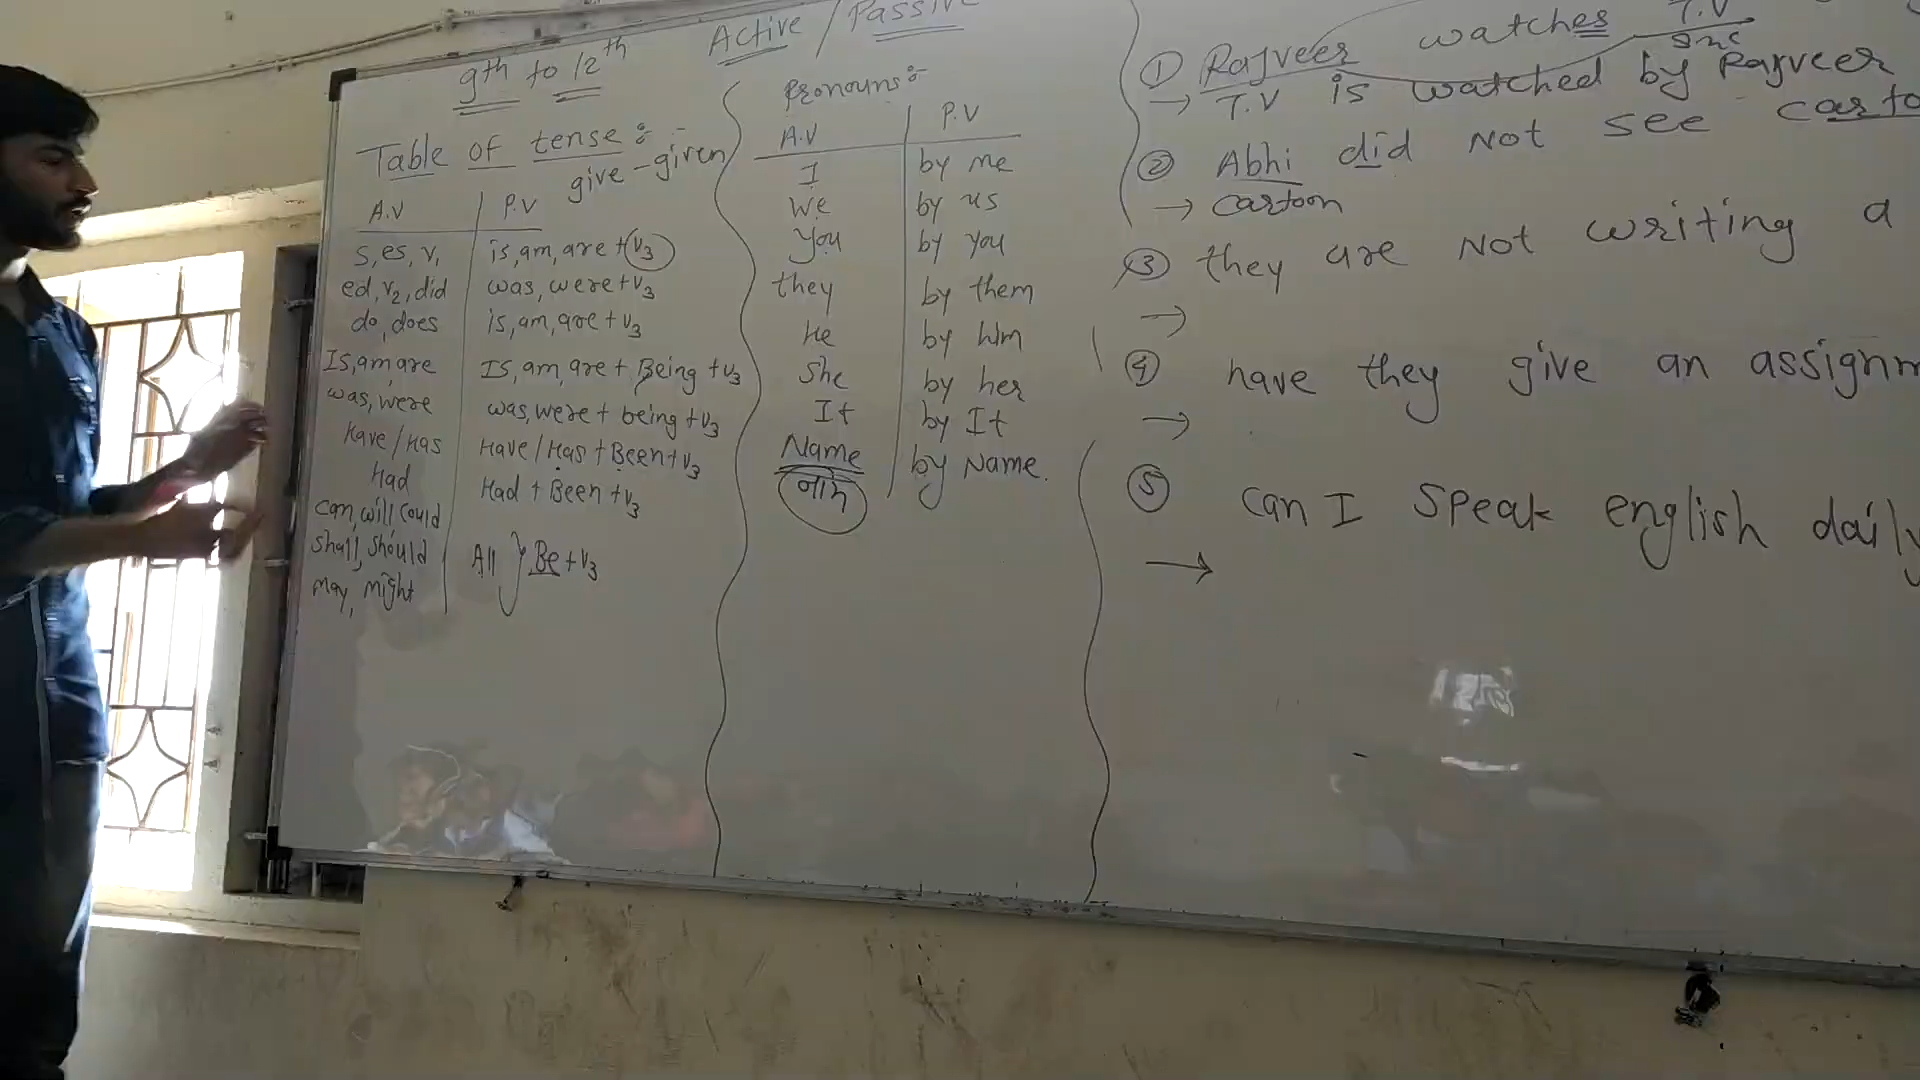 Active / Passive
9th to 12th
Table of tense :-
give - given
A.V P.V
s, es, v, is, am, are + v3
ed, v2, did was, were + v3
do, does is, am, are + v3
Is, am are Is, am, are + Being + v3
was, were was, were + being + v3
Have / Has Have / Has + Been + v3
Had Had + Been + v3
can, will could
shall, should All } Be + v3
may, might
Pronouns :-
A.V P.V
I by me
we by us
You by you
they by them
He by him
She by her
It by It
Name by Name.
नाम
① Rajveer watches T.V
→ T.V is watched by Rajveer
② Abhi did Not see carto
→ cartoon
③ they are Not writing a
→
④ have they give an assignm
→
⑤ can I speak english daily
→